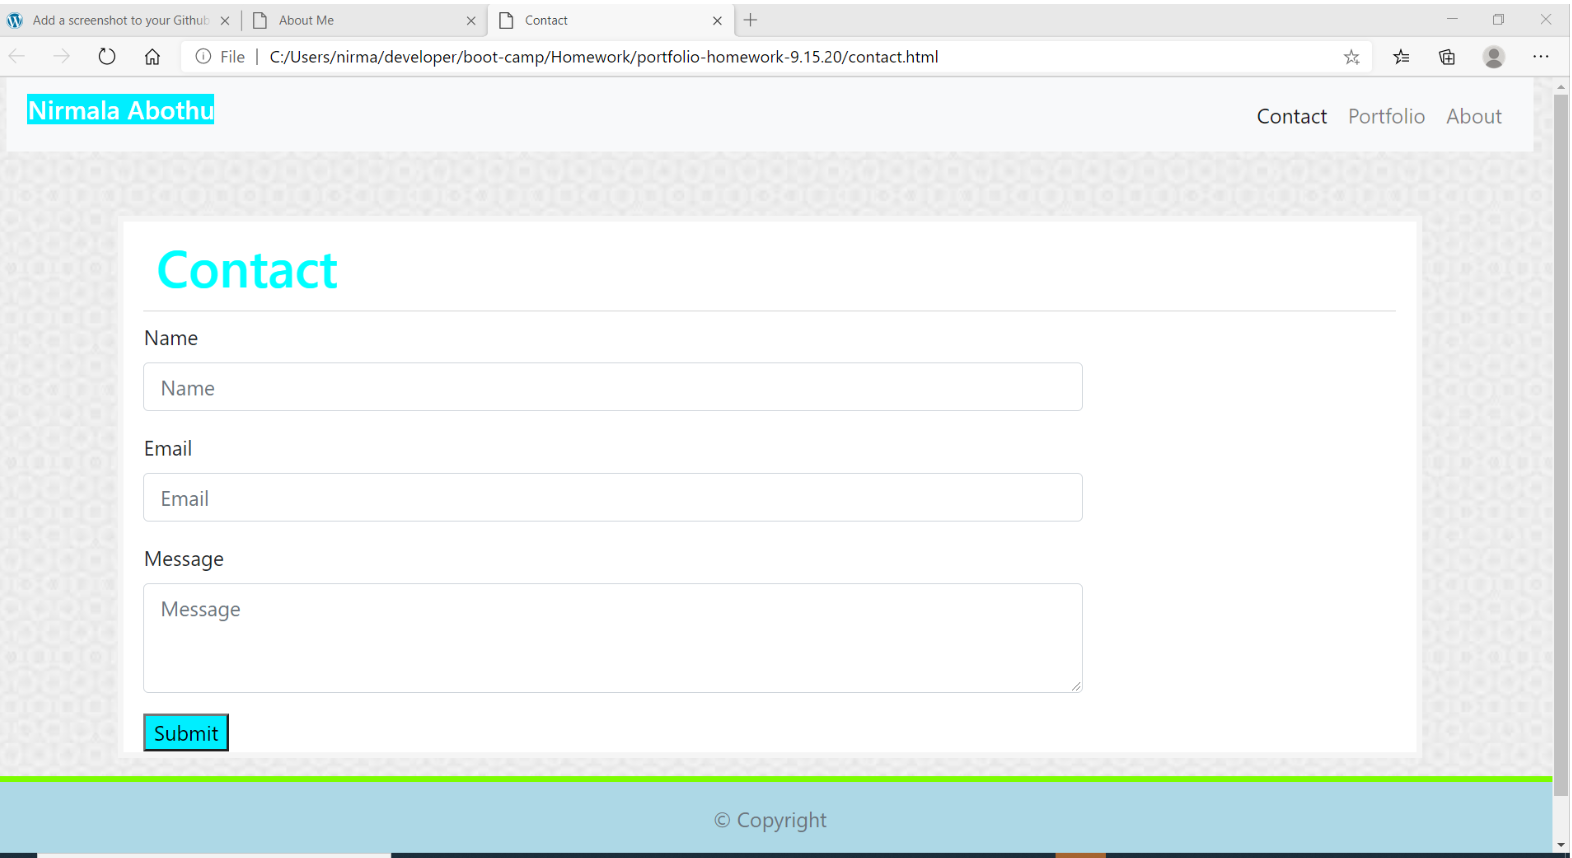 Add a screenshot to your Github
About Me
Contact
File | C:/Users/nirma/developer/boot-camp/Homework/portfolio-homework-9.15.20/contact.html
Nirmala Abothu
Contact Portfolio About
Contact
Name
Name
Email
Email
Message
Message
Submit
© Copyright